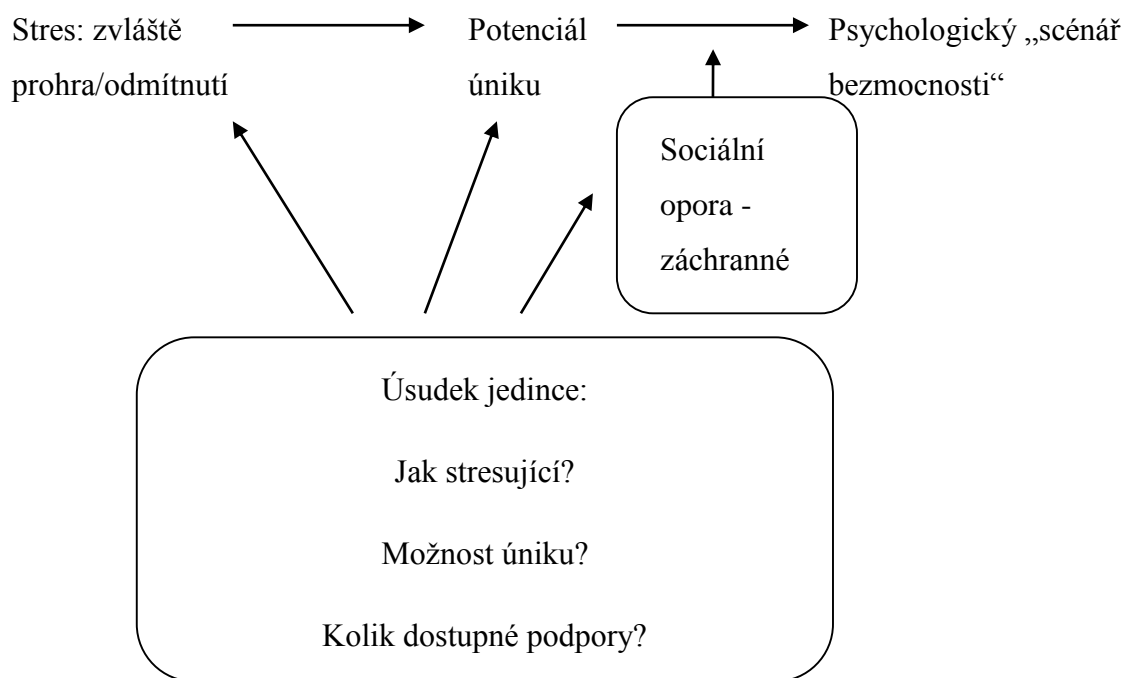 Stres: zvláště
prohra/odmítnutí
Potenciál
úniku
Psychologický „scénář
bezmocnosti“
Sociální
opora -
záchranné
Úsudek jedince:
Jak stresující?
Možnost úniku?
Kolik dostupné podpory?